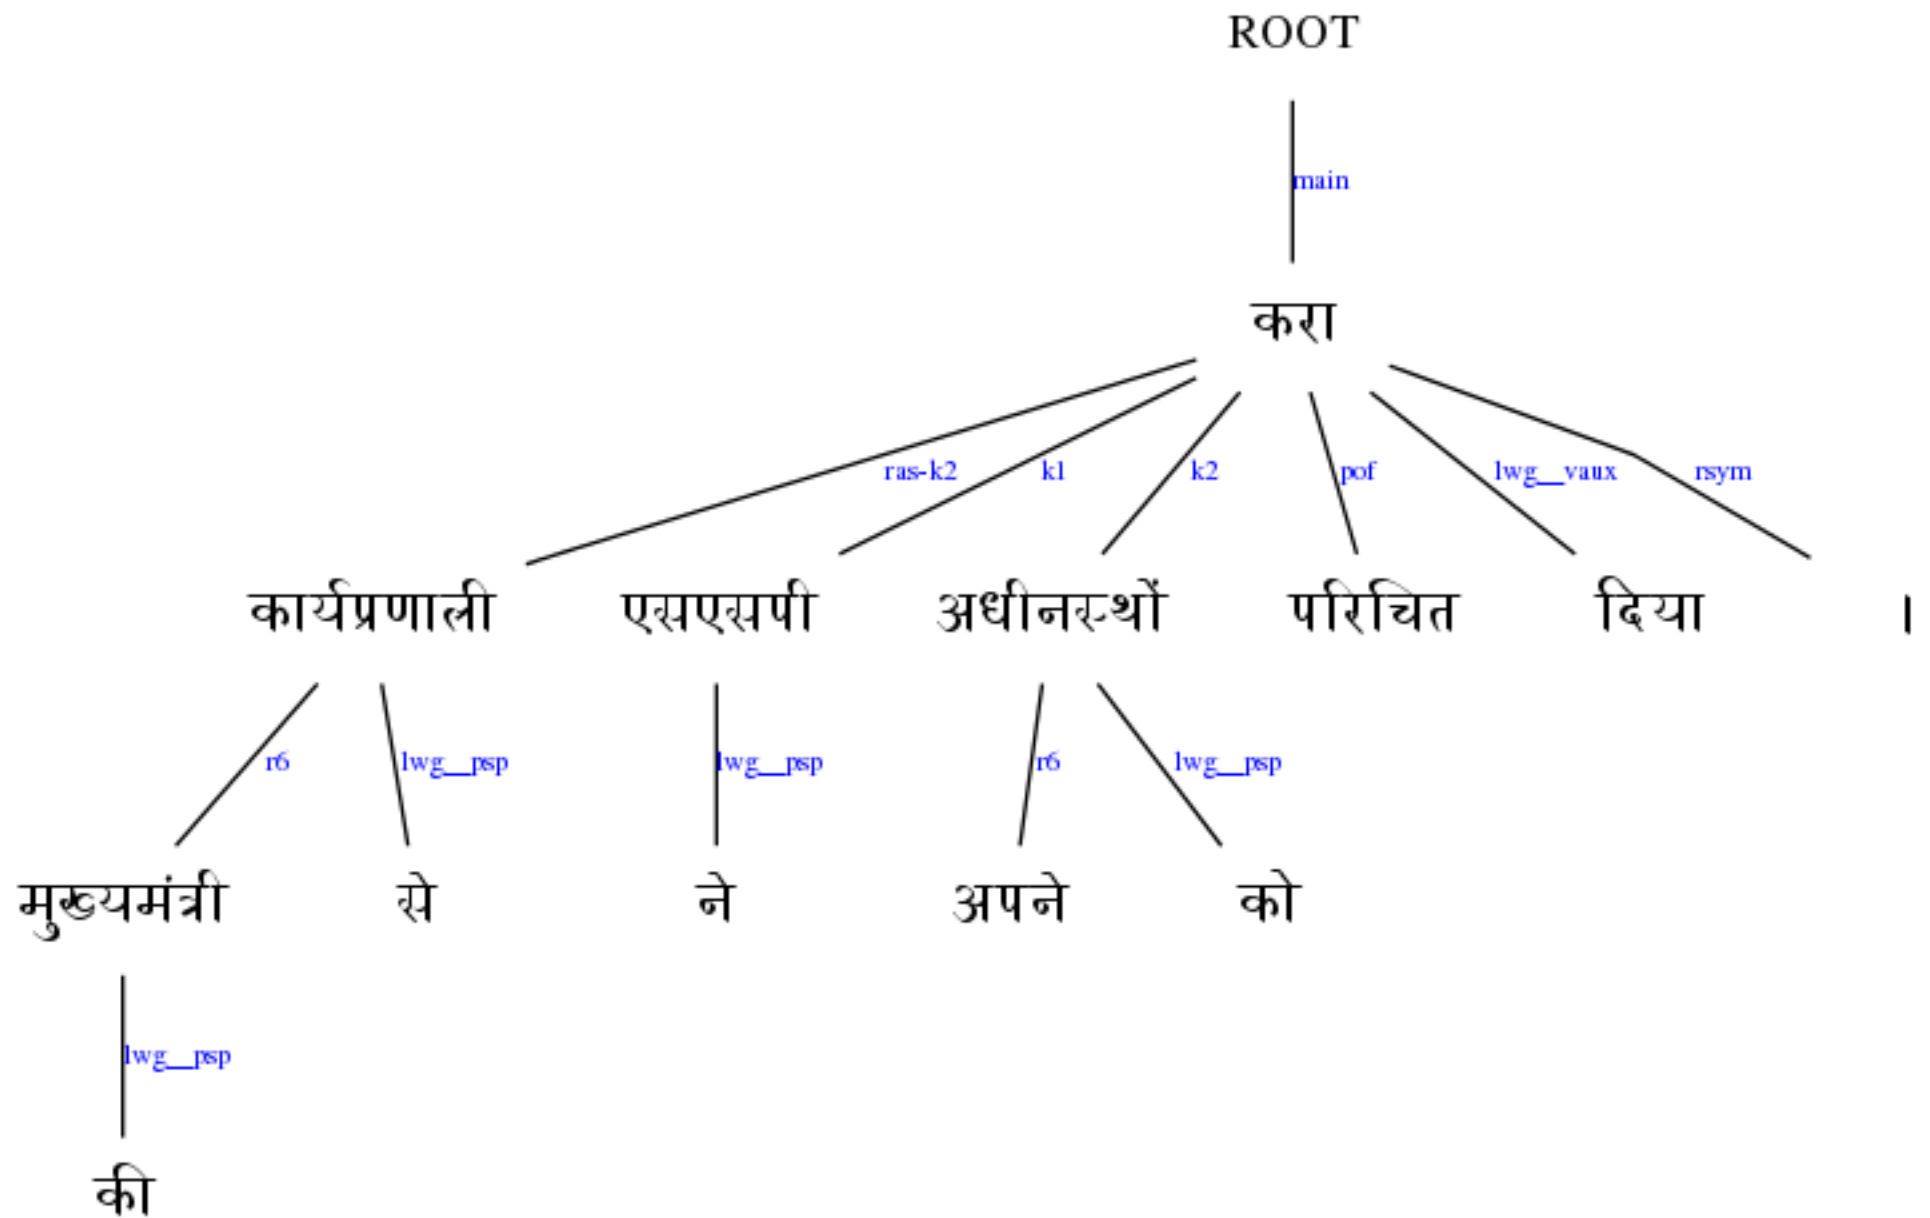 ROOT
main
करा
ras-k2 k1 k2 pof lwg__vaux rsym
कार्यप्रणाली एसएसपी अधीनस्थों परिचित दिया ।
r6 lwg__psp lwg__psp r6 lwg__psp
मुख्यमंत्री से ने अपने को
lwg__psp
की